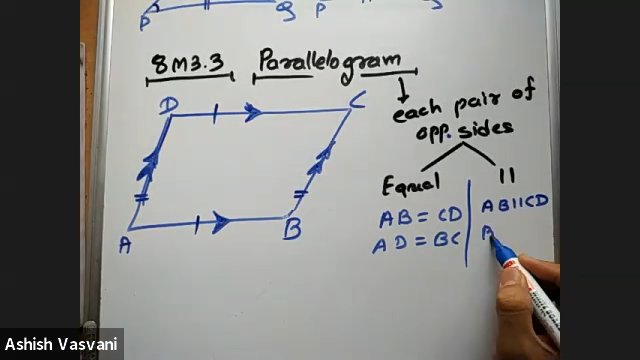 P
8M3.3 Parallelogram
D C
each pair of
opp. sides
Equal ||
AB = CD
AD = BC
AB||CD
A
A B
Ashish Vasvani